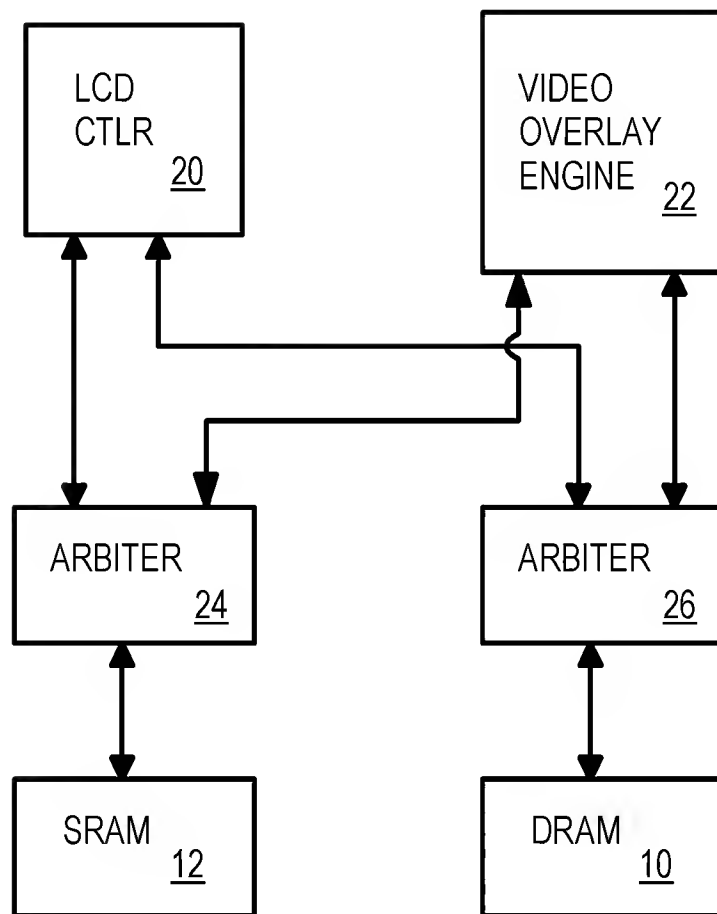 LCD
CTLR
20
VIDEO
OVERLAY
ENGINE
22
ARBITER
24
ARBITER
26
SRAM
12
DRAM
10